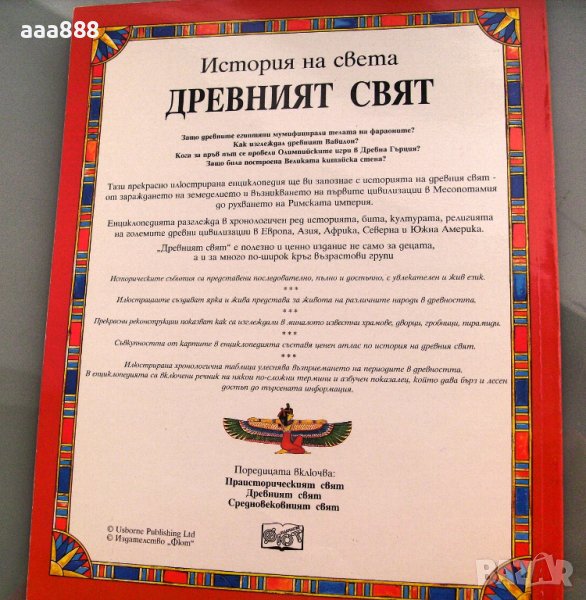 aaa888
История на света
ДРЕВНИЯТ СВЯТ
Защо древните египтяни мумифицирали телата на фараоните?
Как изглеждал древният Вавилон?
Кога за пръв път се провели Олимпийските игри в Древна Гърция?
Защо била построена Великата китайска стена?
Тази прекрасно илюстрирана енциклопедия ще ви запознае с историята на древния свят -
от зараждането на земеделието и възникването на първите цивилизации в Месопотамия
до рухването на Римската империя.
Енциклопедията разглежда в хронологичен ред историята, бита, културата, религията
на големите древни цивилизации в Европа, Азия, Африка, Северна и Южна Америка.
„Древният свят“ е полезно и ценно издание не само за децата,
а и за много по-широк кръг възрастови групи
Историческите събития са представени последователно, пълно и достъпно, с увлекателен и жив език.
***
Илюстрациите създават ярка и жива представа за живота на различните народи в древността.
***
Прекрасни реконструкции показват как са изглеждали в миналото известни храмове, дворци, гробници, пирамиди.
***
Съвкупността от картите в енциклопедията съставя ценен атлас по история на древния свят.
***
Илюстрирана хронологична таблица улеснява възприемането на периодите в древността.
В енциклопедията са включени речник на някои по-сложни термини и азбучен показалец, който дава бърз и лесен
достъп до търсената информация.
Поредицата включва:
Праисторическият свят
Древният свят
Средновековният свят
© Usborne Publishing Ltd
© Издателство „Фют“
ФЮТ
BAZAR